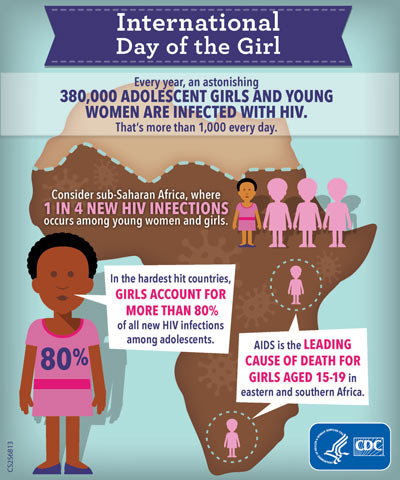 International
Day of the Girl
Every year, an astonishing
380,000 ADOLESCENT GIRLS AND YOUNG
WOMEN ARE INFECTED WITH HIV.
That's more than 1,000 every day.
Consider sub-Saharan Africa, where
1 IN 4 NEW HIV INFECTIONS
occurs among young women and girls.
In the hardest hit countries,
GIRLS ACCOUNT FOR
MORE THAN 80%
of all new HIV infections
among adolescents.
80%
AIDS is the LEADING
CAUSE OF DEATH FOR
GIRLS AGED 15-19 in
eastern and southern Africa.
CDC
CS256813